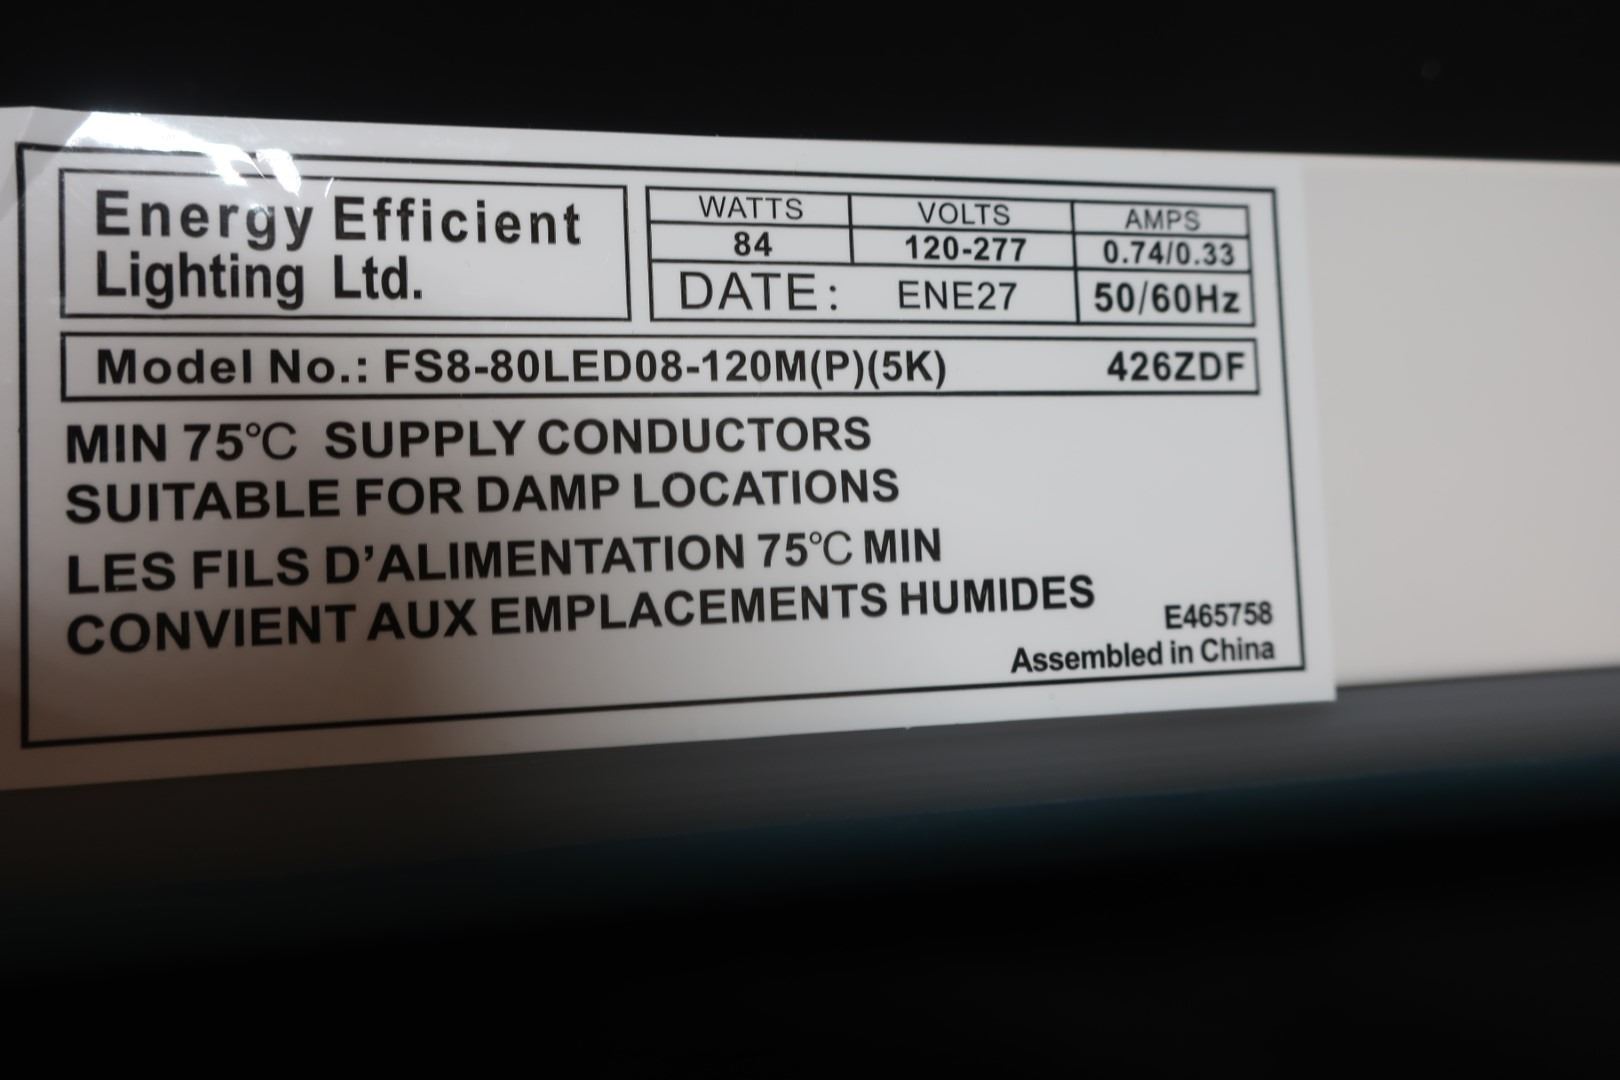 Energy Efficient
Lighting Ltd.
WATTS VOLTS AMPS
84 120-277 0.74/0.33
DATE: ENE27 50/60Hz
Model No.: FS8-80LED08-120M(P)(5K) 426ZDF
MIN 75℃ SUPPLY CONDUCTORS
SUITABLE FOR DAMP LOCATIONS
LES FILS D’ALIMENTATION 75℃ MIN
CONVIENT AUX EMPLACEMENTS HUMIDES
E465758
Assembled in China